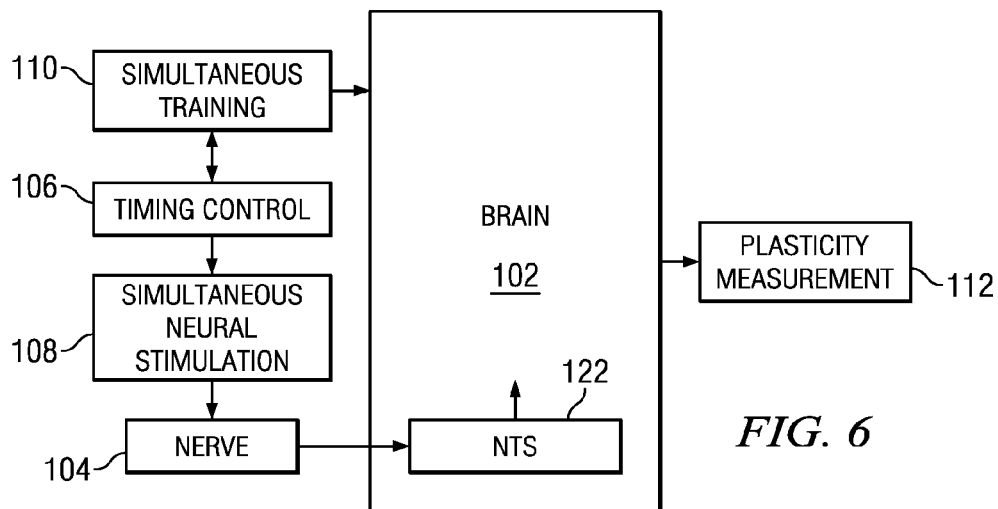 110
SIMULTANEOUS
TRAINING
106
TIMING CONTROL
108
SIMULTANEOUS
NEURAL
STIMULATION
104
NERVE
BRAIN
102
122
NTS
PLASTICITY
MEASUREMENT
112
FIG. 6